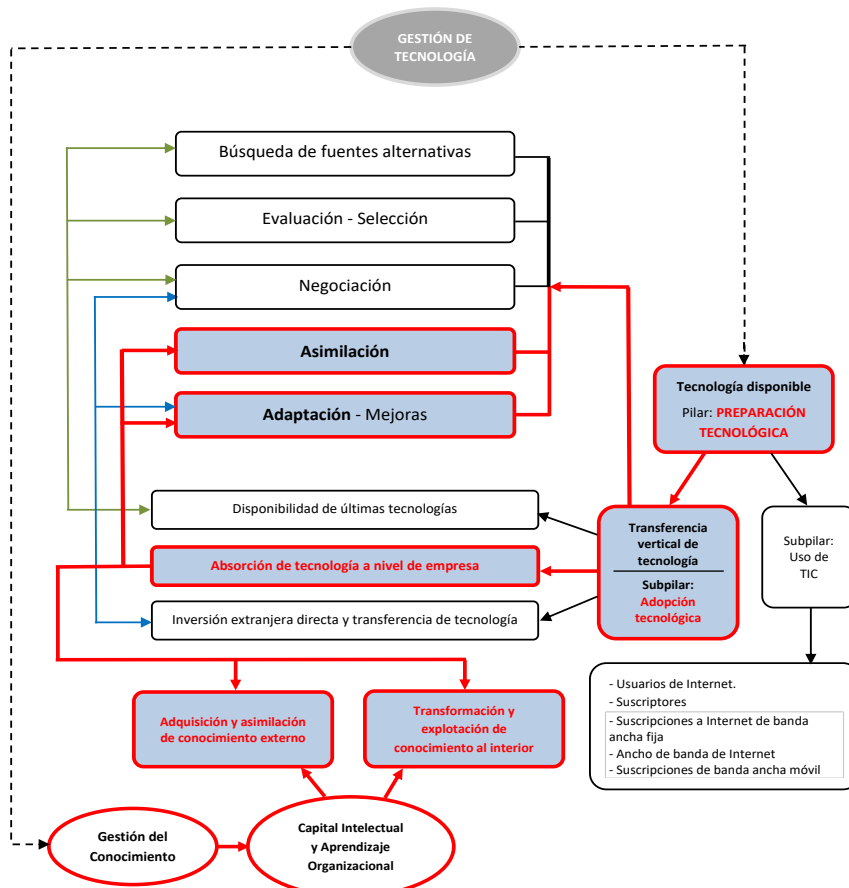 GESTIÓN DE
TECNOLOGÍA
Búsqueda de fuentes alternativas
Evaluación - Selección
Negociación
Asimilación
Adaptación - Mejoras
Tecnología disponible
Pilar: PREPARACIÓN
TECNOLÓGICA
Disponibilidad de últimas tecnologías
Absorción de tecnología a nivel de empresa
Inversión extranjera directa y transferencia de tecnología
Transferencia
vertical de
tecnología
Subpilar:
Adopción
tecnológica
Subpilar:
Uso de
TIC
- Usuarios de Internet.
- Suscriptores
- Suscripciones a Internet de banda
ancha fija
- Ancho de banda de Internet
- Suscripciones de banda ancha móvil
Adquisición y asimilación
de conocimiento externo
Transformación y
explotación de
conocimiento al interior
Gestión del
Conocimiento
Capital Intelectual
y Aprendizaje
Organizacional